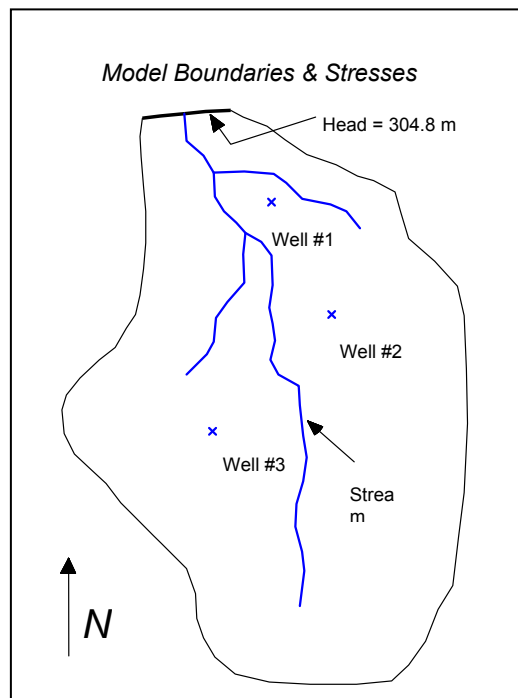 Model Boundaries & Stresses
Head = 304.8 m
Well #1
Well #2
Well #3
Strea
m
N